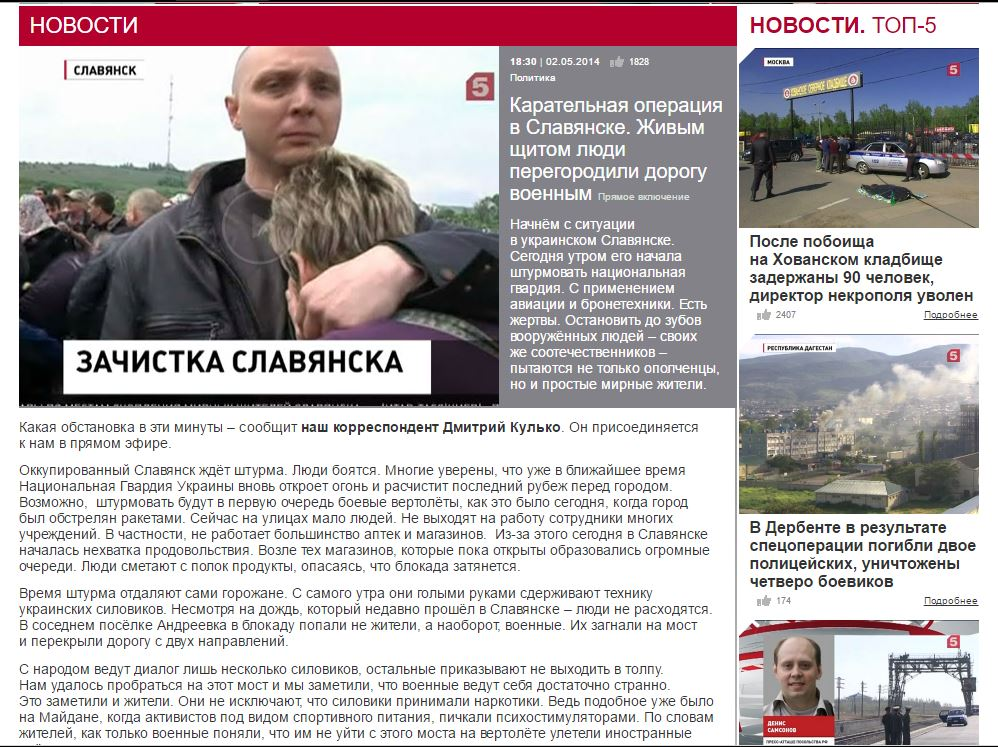 НОВОСТИ
СЛАВЯНСК
5
ЗАЧИСТКА СЛАВЯНСКА
18:30 | 02.05.2014 1828
Политика
Карательная операция
в Славянске. Живым
щитом люди
перегородили дорогу
военным Прямое включение
Начнём с ситуации
в украинском Славянске.
Сегодня утром его начала
штурмовать национальная
гвардия. С применением
авиации и бронетехники. Есть
жертвы. Остановить до зубов
вооружённых людей – своих
же соотечественников –
пытаются не только ополченцы,
но и простые мирные жители.
Какая обстановка в эти минуты – сообщит наш корреспондент Дмитрий Кулько. Он присоединяется
к нам в прямом эфире.
Оккупированный Славянск ждёт штурма. Люди боятся. Многие уверены, что уже в ближайшее время
Национальная Гвардия Украины вновь откроет огонь и расчистит последний рубеж перед городом.
Возможно, штурмовать будут в первую очередь боевые вертолёты, как это было сегодня, когда город
был обстрелян ракетами. Сейчас на улицах мало людей. Не выходят на работу сотрудники многих
учреждений. В частности, не работает большинство аптек и магазинов. Из-за этого сегодня в Славянске
началась нехватка продовольствия. Возле тех магазинов, которые пока открыты образовались огромные
очереди. Люди сметают с полок продукты, опасаясь, что блокада затянется.
Время штурма отдаляют сами горожане. С самого утра они голыми руками сдерживают технику
украинских силовиков. Несмотря на дождь, который недавно прошёл в Славянске – люди не расходятся.
В соседнем посёлке Андреевка в блокаду попали не жители, а наоборот, военные. Их загнали на мост
и перекрыли дорогу с двух направлений.
С народом ведут диалог лишь несколько силовиков, остальные приказывают не выходить в толпу.
Нам удалось пробраться на этот мост и мы заметили, что военные ведут себя достаточно странно.
Это заметили и жители. Они не исключают, что силовики принимали наркотики. Ведь подобное уже было
на Майдане, когда активистов под видом спортивного питания, пичкали психостимуляторами. По словам
жителей, как только военные поняли, что им не уйти с этого моста на вертолёте улетели иностранные
НОВОСТИ. ТОП-5
МОСКВА
5
После побоища
на Хованском кладбище
задержаны 90 человек,
директор некрополя уволен
2407 Подробнее
РЕСПУБЛИКА ДАГЕСТАН
5
В Дербенте в результате
спецоперации погибли двое
полицейских, уничтожены
четверо боевиков
174 Подробнее
5
ДЕНИС
САМСОНОВ
ПРЕСС-АТТАШЕ ПОСОЛЬСТВА РФ